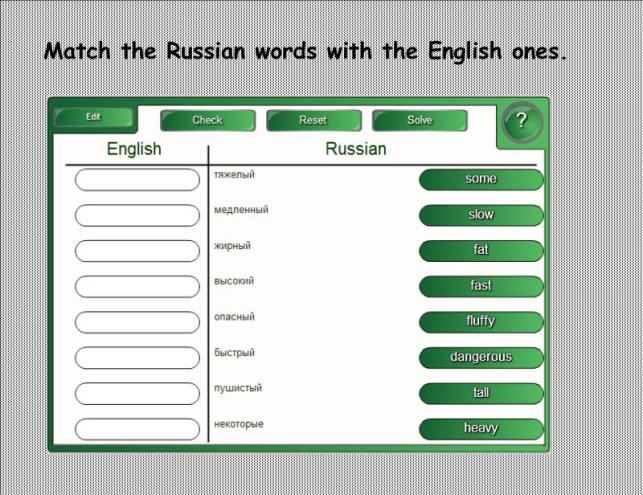 Match the Russian words with the English ones.
Edit Check Reset Solve ?
English Russian
тяжелый some
медленный slow
жирный fat
высокий fast
опасный fluffy
быстрый dangerous
пушистый tall
некоторые heavy